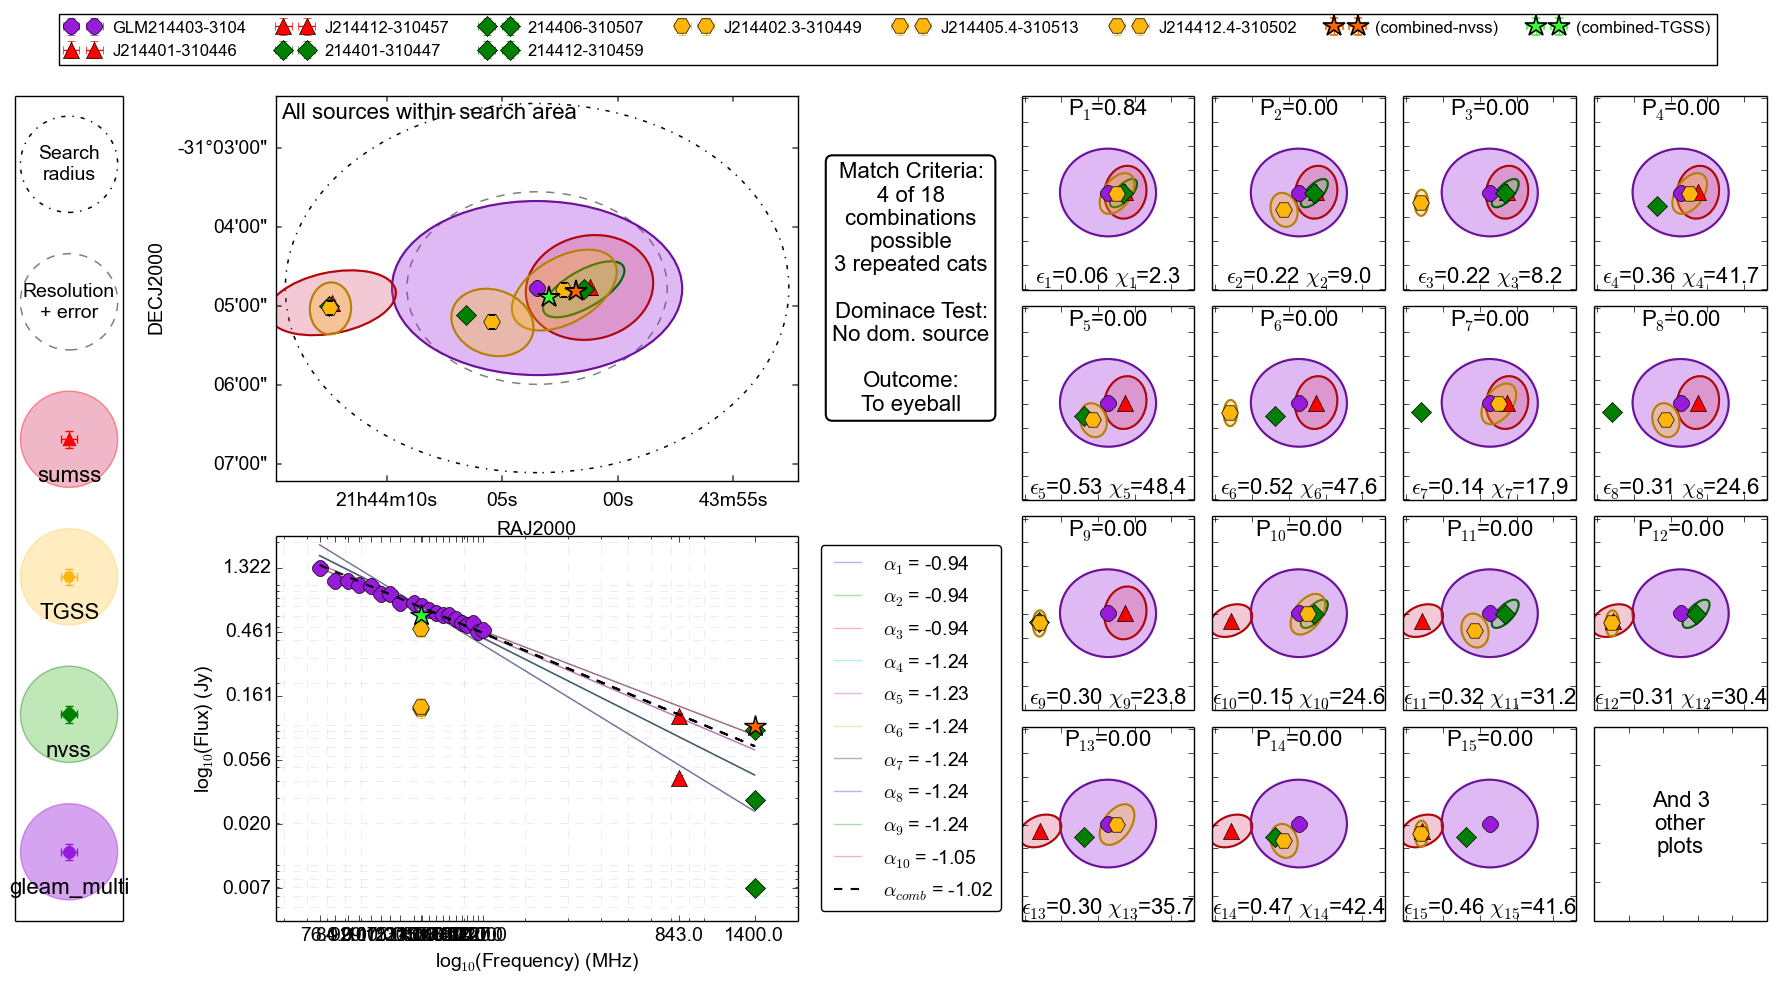 GLM214403-3104
J214412-310457
214406-310507
J214402.3-310449
J214405.4-310513
J214412.4-310502
(combined-nvss)
(combined-TGSS)
J214401-310446
214401-310447
214412-310459
Search
radius
Resolution
+ error
sumss
TGSS
nvss
gleam_multi
All sources within search area
DECJ2000
-31°03'00"
04'00"
05'00"
06'00"
07'00"
21h44m10s
05s
00s
43m55s
RAJ2000
Match Criteria:
4 of 18
combinations
possible
3 repeated cats
Dominace Test:
No dom. source
Outcome:
To eyeball
log10(Flux) (Jy)
1.322
0.461
0.161
0.056
0.020
0.007
843.0
1400.0
log10(Frequency) (MHz)
α1 = -0.94
α2 = -0.94
α3 = -0.94
α4 = -1.24
α5 = -1.23
α6 = -1.24
α7 = -1.24
α8 = -1.24
α9 = -1.24
α10 = -1.05
αcomb = -1.02
P1=0.84
ϵ1=0.06 χ1=2.3
P2=0.00
ϵ2=0.22 χ2=9.0
P3=0.00
ϵ3=0.22 χ3=8.2
P4=0.00
ϵ4=0.36 χ4=41.7
P5=0.00
ϵ5=0.53 χ5=48.4
P6=0.00
ϵ6=0.52 χ6=47.6
P7=0.00
ϵ7=0.14 χ7=17.9
P8=0.00
ϵ8=0.31 χ8=24.6
P9=0.00
ϵ9=0.30 χ9=23.8
P10=0.00
ϵ10=0.15 χ10=24.6
P11=0.00
ϵ11=0.32 χ11=31.2
P12=0.00
ϵ12=0.31 χ12=30.4
P13=0.00
ϵ13=0.30 χ13=35.7
P14=0.00
ϵ14=0.47 χ14=42.4
P15=0.00
ϵ15=0.46 χ15=41.6
And 3
other
plots